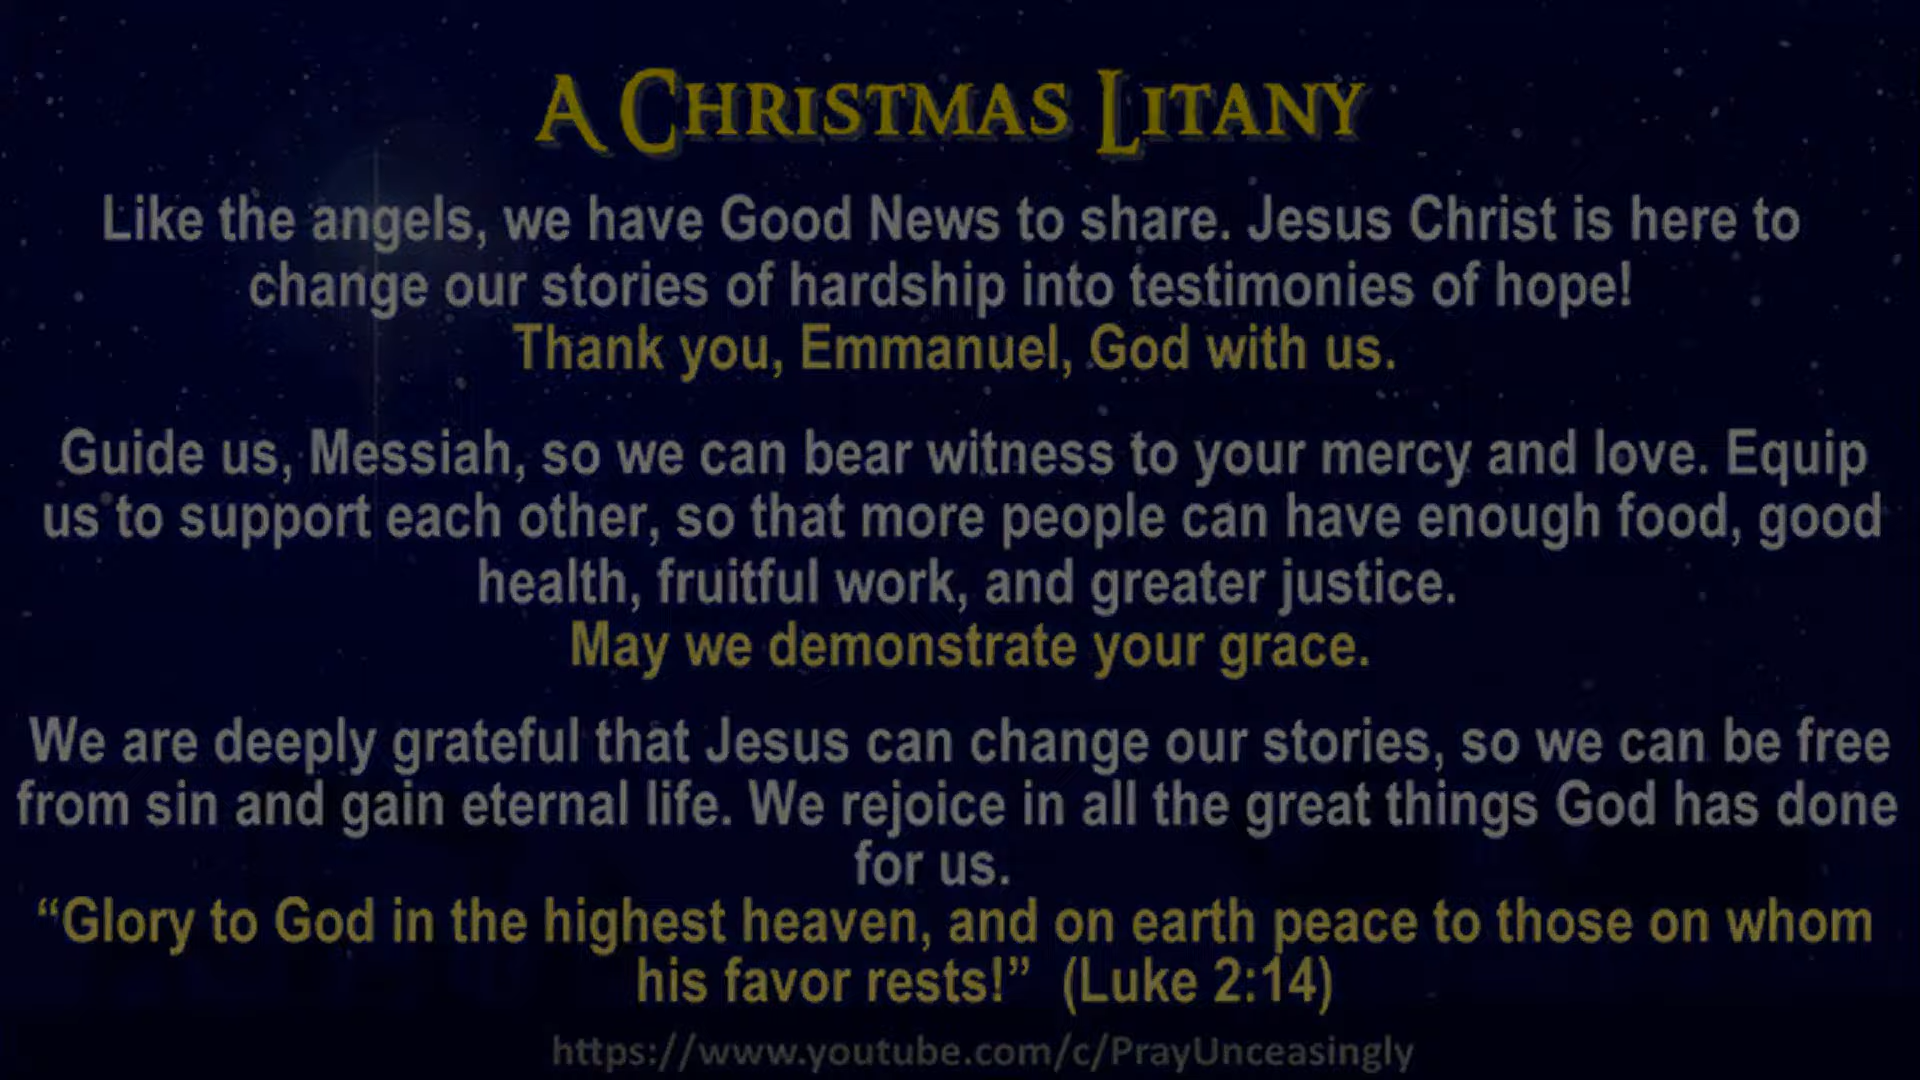 A Christmas Litany
Like the angels, we have Good News to share. Jesus Christ is here to
change our stories of hardship into testimonies of hope!
Thank you, Emmanuel, God with us.
Guide us, Messiah, so we can bear witness to your mercy and love. Equip
us to support each other, so that more people can have enough food, good
health, fruitful work, and greater justice.
May we demonstrate your grace.
We are deeply grateful that Jesus can change our stories, so we can be free
from sin and gain eternal life. We rejoice in all the great things God has done
for us.
“Glory to God in the highest heaven, and on earth peace to those on whom
his favor rests!” (Luke 2:14)
https://www.youtube.com/c/PrayUnceasingly